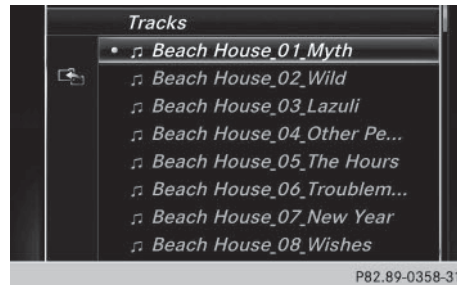 Tracks
• ♫ Beach House_01_Myth
♫ Beach House_02_Wild
♫ Beach House_03_Lazuli
♫ Beach House_04_Other Pe...
♫ Beach House_05_The Hours
♫ Beach House_06_Troublem...
♫ Beach House_07_New Year
♫ Beach House_08_Wishes
P82.89-0358-31